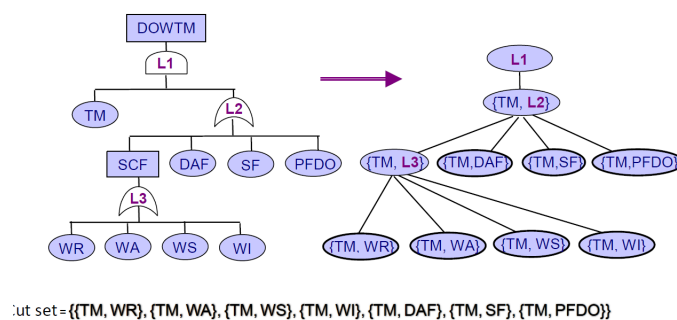 DOWTM
L1
L1
L2
TM
{TM, L2}
SCF DAF SF PFDO
{TM, L3} {TM,DAF} {TM,SF} {TM,PFDO}
L3
WR WA WS WI
{TM, WR} {TM, WA} {TM, WS} {TM, WI}
ut set={{TM, WR}, {TM, WA}, {TM, WS}, {TM, WI}, {TM, DAF}, {TM, SF}, {TM, PFDO}}